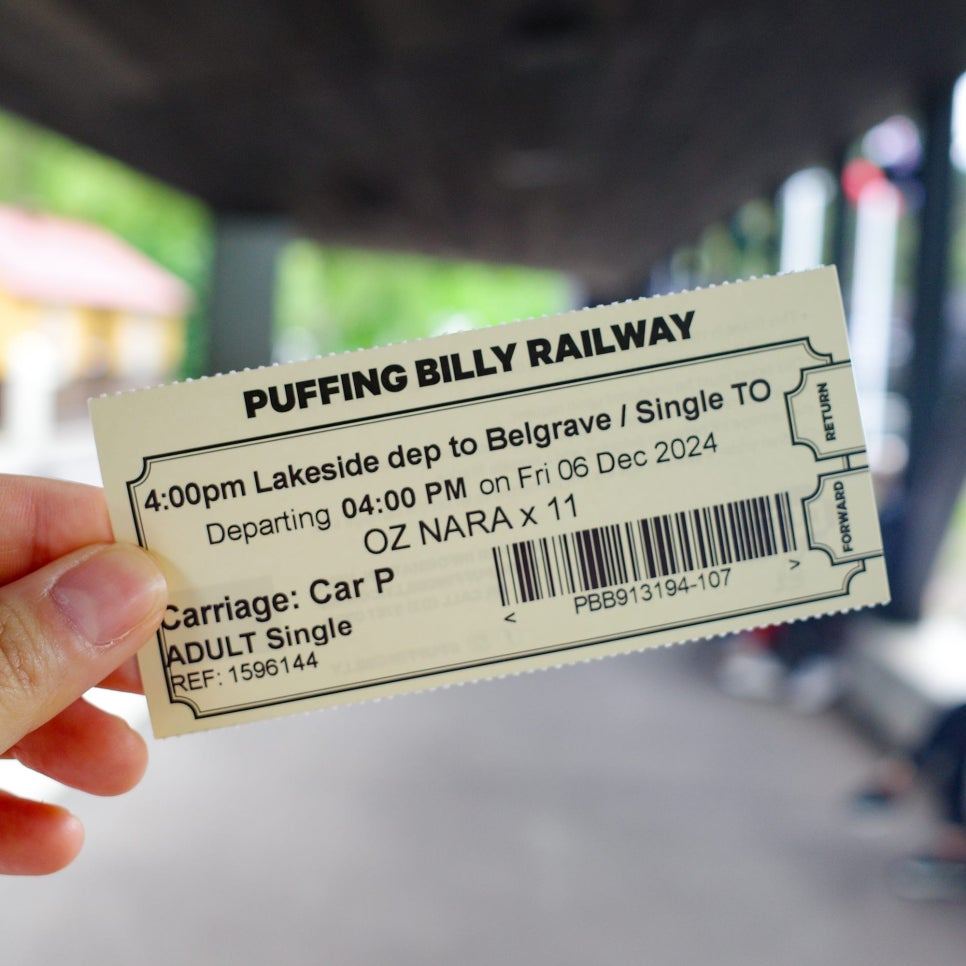 PUFFING BILLY RAILWAY
4:00pm Lakeside dep to Belgrave / Single TO
Departing 04:00 PM on Fri 06 Dec 2024
OZ NARA x 11
Carriage: Car P
ADULT Single
REF: 1596144
< >
PBB913194-107
RETURN
FORWARD